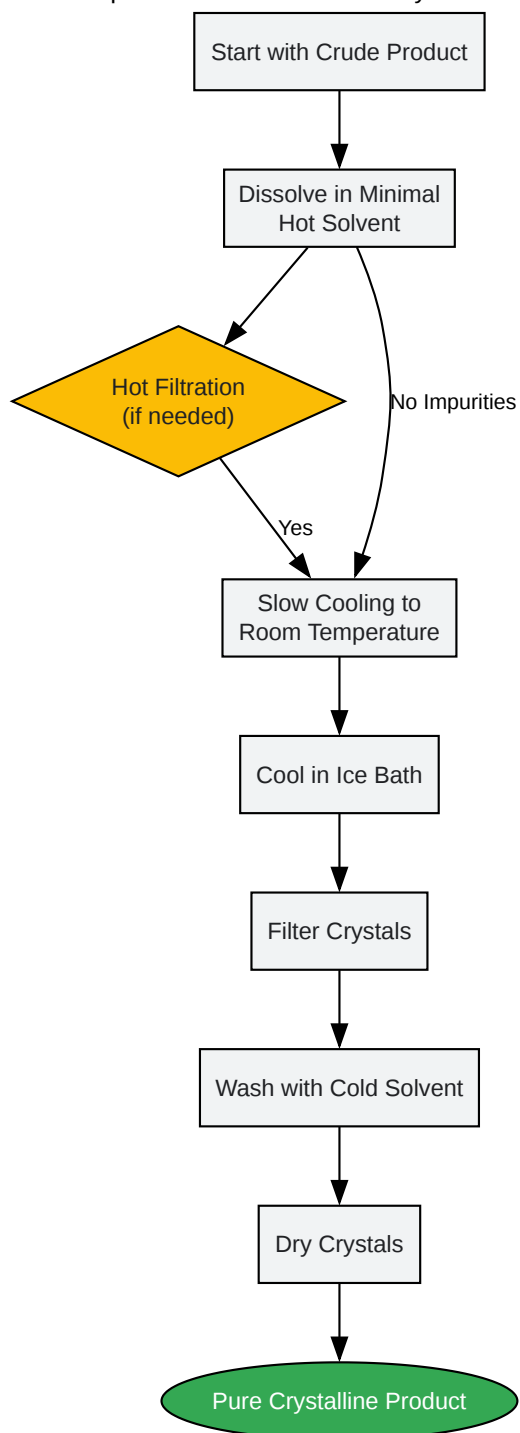 Start with Crude Product
Dissolve in Minimal
Hot Solvent
Hot Filtration
(if needed)
No Impurities
Yes
Slow Cooling to
Room Temperature
Cool in Ice Bath
Filter Crystals
Wash with Cold Solvent
Dry Crystals
Pure Crystalline Product